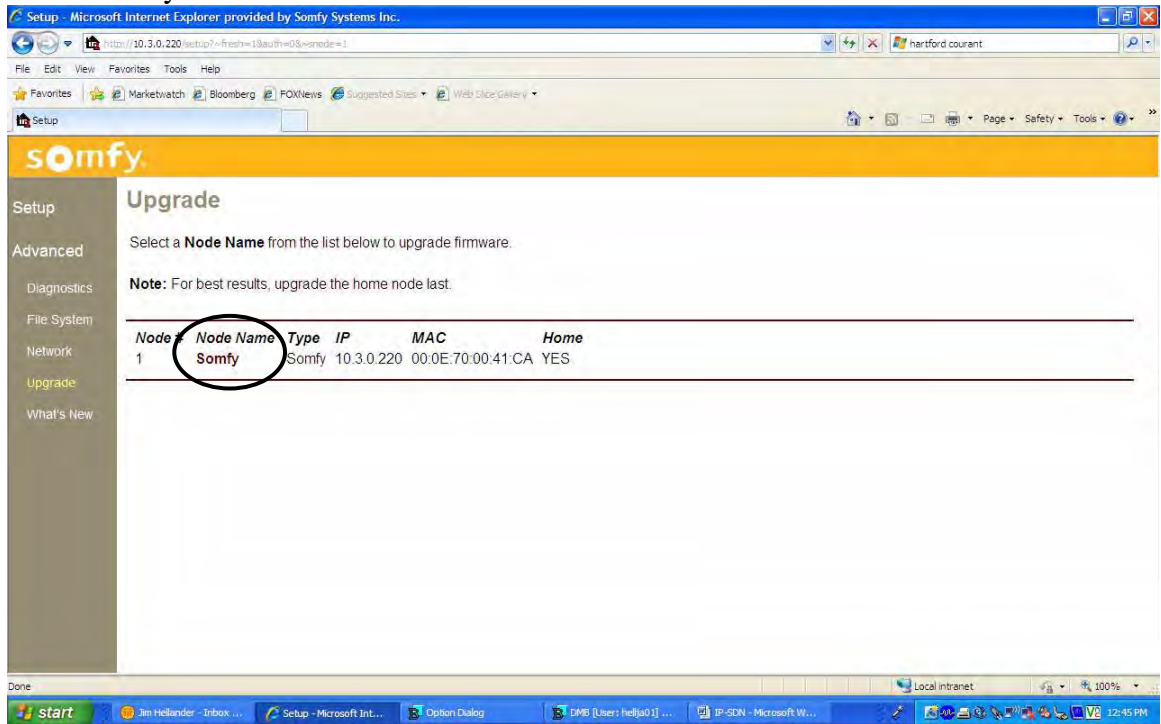 Setup - Microsoft Internet Explorer provided by Somfy Systems Inc.
http://10.3.0.220/setup?~fresh=1&auth=0&~snode=1
hartford courant
File Edit View Favorites Tools Help
Favorites Marketwatch Bloomberg FOXNews Suggested Sites Web Slice Gallery
Setup
Page Safety Tools
somfy.
Setup
Advanced
Diagnostics
File System
Network
Upgrade
What's New
Upgrade
Select a Node Name from the list below to upgrade firmware.
Note: For best results, upgrade the home node last.
Node # Node Name Type IP MAC Home
1 Somfy Somfy 10.3.0.220 00:0E:70:00:41:CA YES
Done Local intranet 100%
start Jim Hellander - Inbox ... Setup - Microsoft Int... Option Dialog DMB [User: hellja01] ... IP-SDN - Microsoft W... 12:45 PM